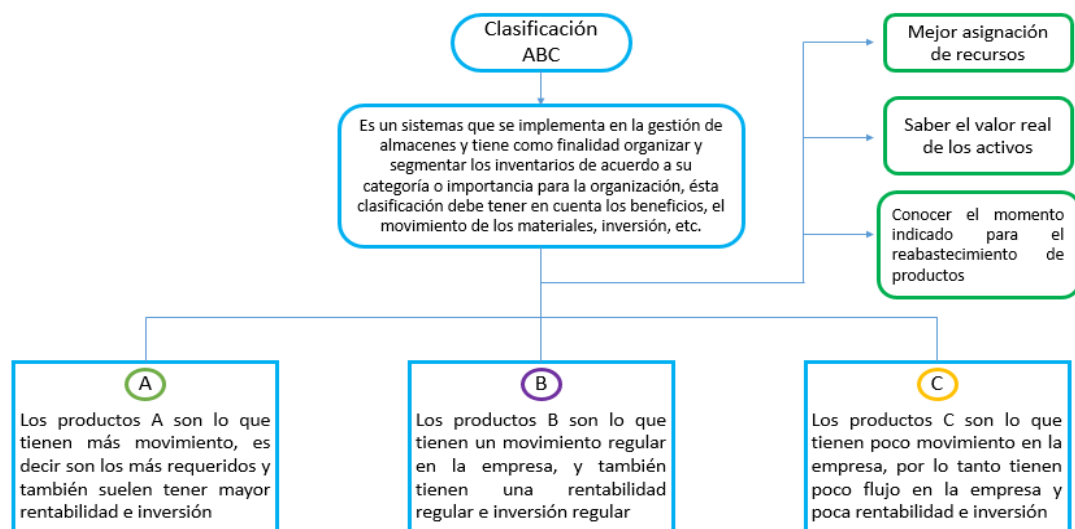 Clasificación
ABC
Es un sistemas que se implementa en la gestión de
almacenes y tiene como finalidad organizar y
segmentar los inventarios de acuerdo a su
categoría o importancia para la organización, ésta
clasificación debe tener en cuenta los beneficios, el
movimiento de los materiales, inversión, etc.
Mejor asignación
de recursos
Saber el valor real
de los activos
Conocer el momento
indicado para el
reabastecimiento de
productos
A
Los productos A son lo que
tienen más movimiento, es
decir son los más requeridos y
también suelen tener mayor
rentabilidad e inversión
B
Los productos B son lo que
tienen un movimiento regular
en la empresa, y también
tienen una rentabilidad
regular e inversión regular
C
Los productos C son lo que
tienen poco movimiento en la
empresa, por lo tanto tienen
poco flujo en la empresa y
poca rentabilidad e inversión